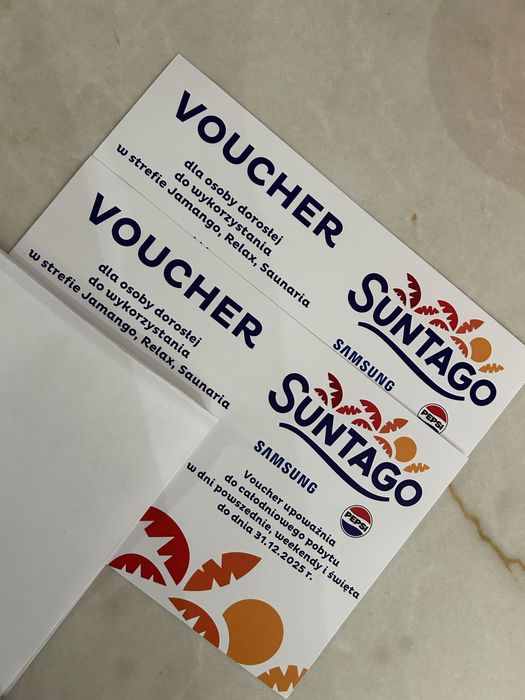 VOUCHER
dla osoby dorosłej
do wykorzystania
w strefie Jamango, Relax, Saunaria
SUNTAGO
SAMSUNG
PEPSI
VOUCHER
dla osoby dorosłej
do wykorzystania
w strefie Jamango, Relax, Saunaria
SUNTAGO
SAMSUNG
PEPSI
Voucher upoważnia
do całodniowego pobytu
w dni powszednie, weekendy i święta
do dnia 31.12.2025 r.